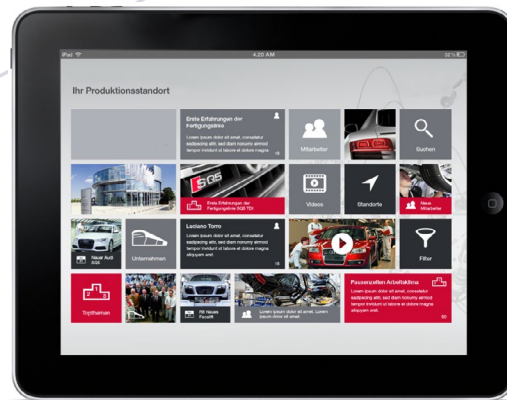 iPad
4.20 AM
Ihr Produktionsstandort
Erste Erfahrungen der
Fertigungslinie
Lorem ipsum dolor sit amet, consetetur
sadipscing elitr, sed diam nonumy eirmod
tempor invidunt ut labore et dolore magna
Mitarbeiter
Suchen
SQ5
Erste Erfahrungen der
Fertigungslinie SQ5 TDI
Videos
Standorte
Neue
Mitarbeiter
Neuer Audi
Unternehmen
Luciano Torro
Lorem ipsum dolor sit amet, consetetur
sadipscing elitr, sed diam nonumy eirmod
tempor invidunt ut labore et dolore magna
aliquyam erat.
Filter
Topthemen
R8 Neues
Facelift
Lorem ipsum dolor sit amet. Lorem
ipsum dolor sit amet
Pausenzeiten Arbeitsklima
Lorem ipsum dolor sit amet, consetetur
sadipscing elitr, sed diam nonumy eirmod
tempor invidunt ut labore et dolore magna
aliquyam erat.